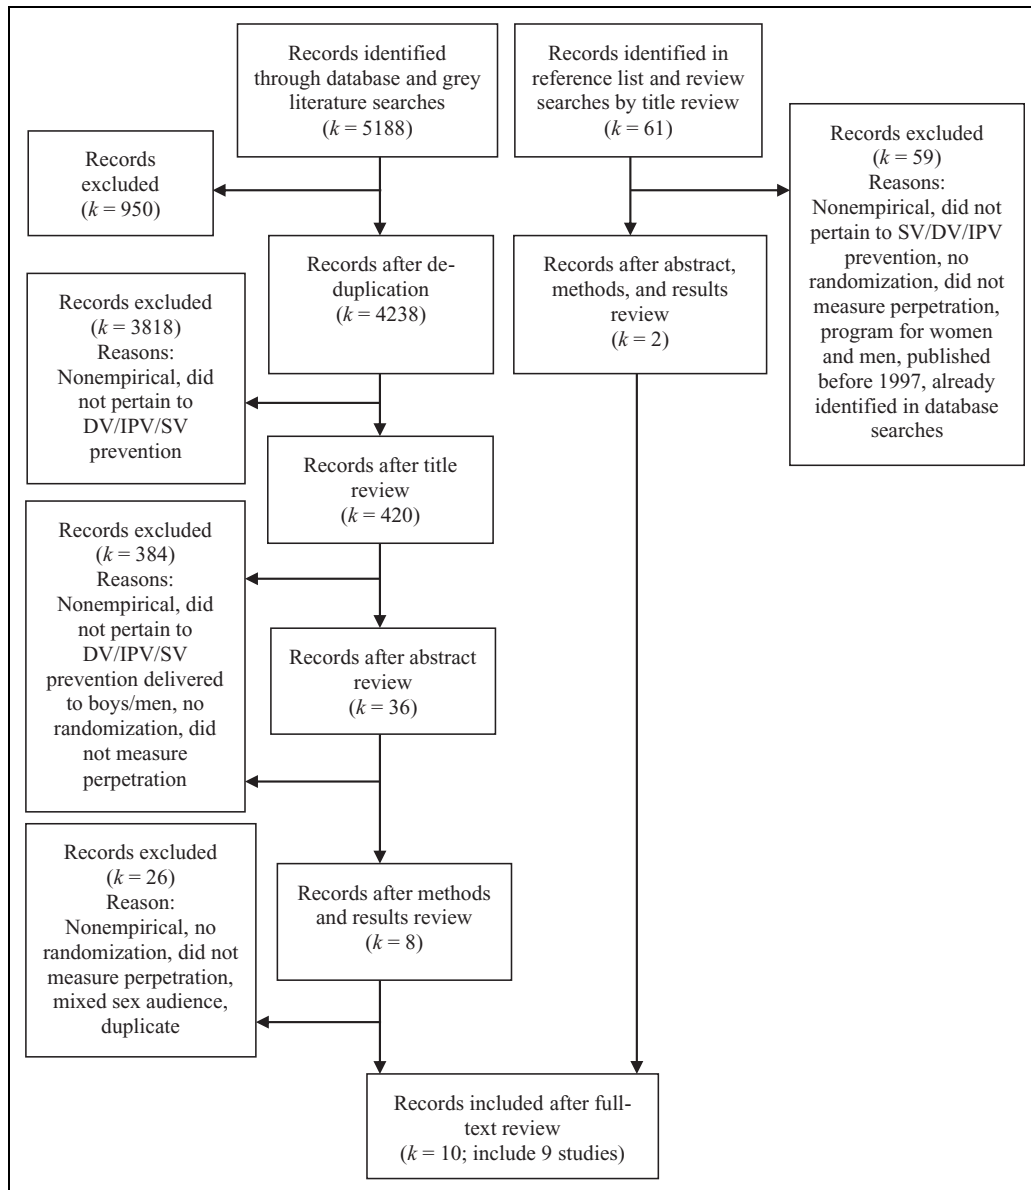 Records identified
through database and grey
literature searches
(k = 5188)
Records identified in
reference list and review
searches by title review
(k = 61)
Records
excluded
(k = 950)
Records excluded
(k = 59)
Reasons:
Nonempirical, did not
pertain to SV/DV/IPV
prevention, no
randomization, did not
measure perpetration,
program for women
and men, published
before 1997, already
identified in database
searches
Records after de-
duplication
(k = 4238)
Records after abstract,
methods, and results
review
(k = 2)
Records excluded
(k = 3818)
Reasons:
Nonempirical, did
not pertain to
DV/IPV/SV
prevention
Records after title
review
(k = 420)
Records excluded
(k = 384)
Reasons:
Nonempirical, did
not pertain to
DV/IPV/SV
prevention delivered
to boys/men, no
randomization, did
not measure
perpetration
Records after abstract
review
(k = 36)
Records excluded
(k = 26)
Reason:
Nonempirical, no
randomization, did not
measure perpetration,
mixed sex audience,
duplicate
Records after methods
and results review
(k = 8)
Records included after full-
text review
(k = 10; include 9 studies)